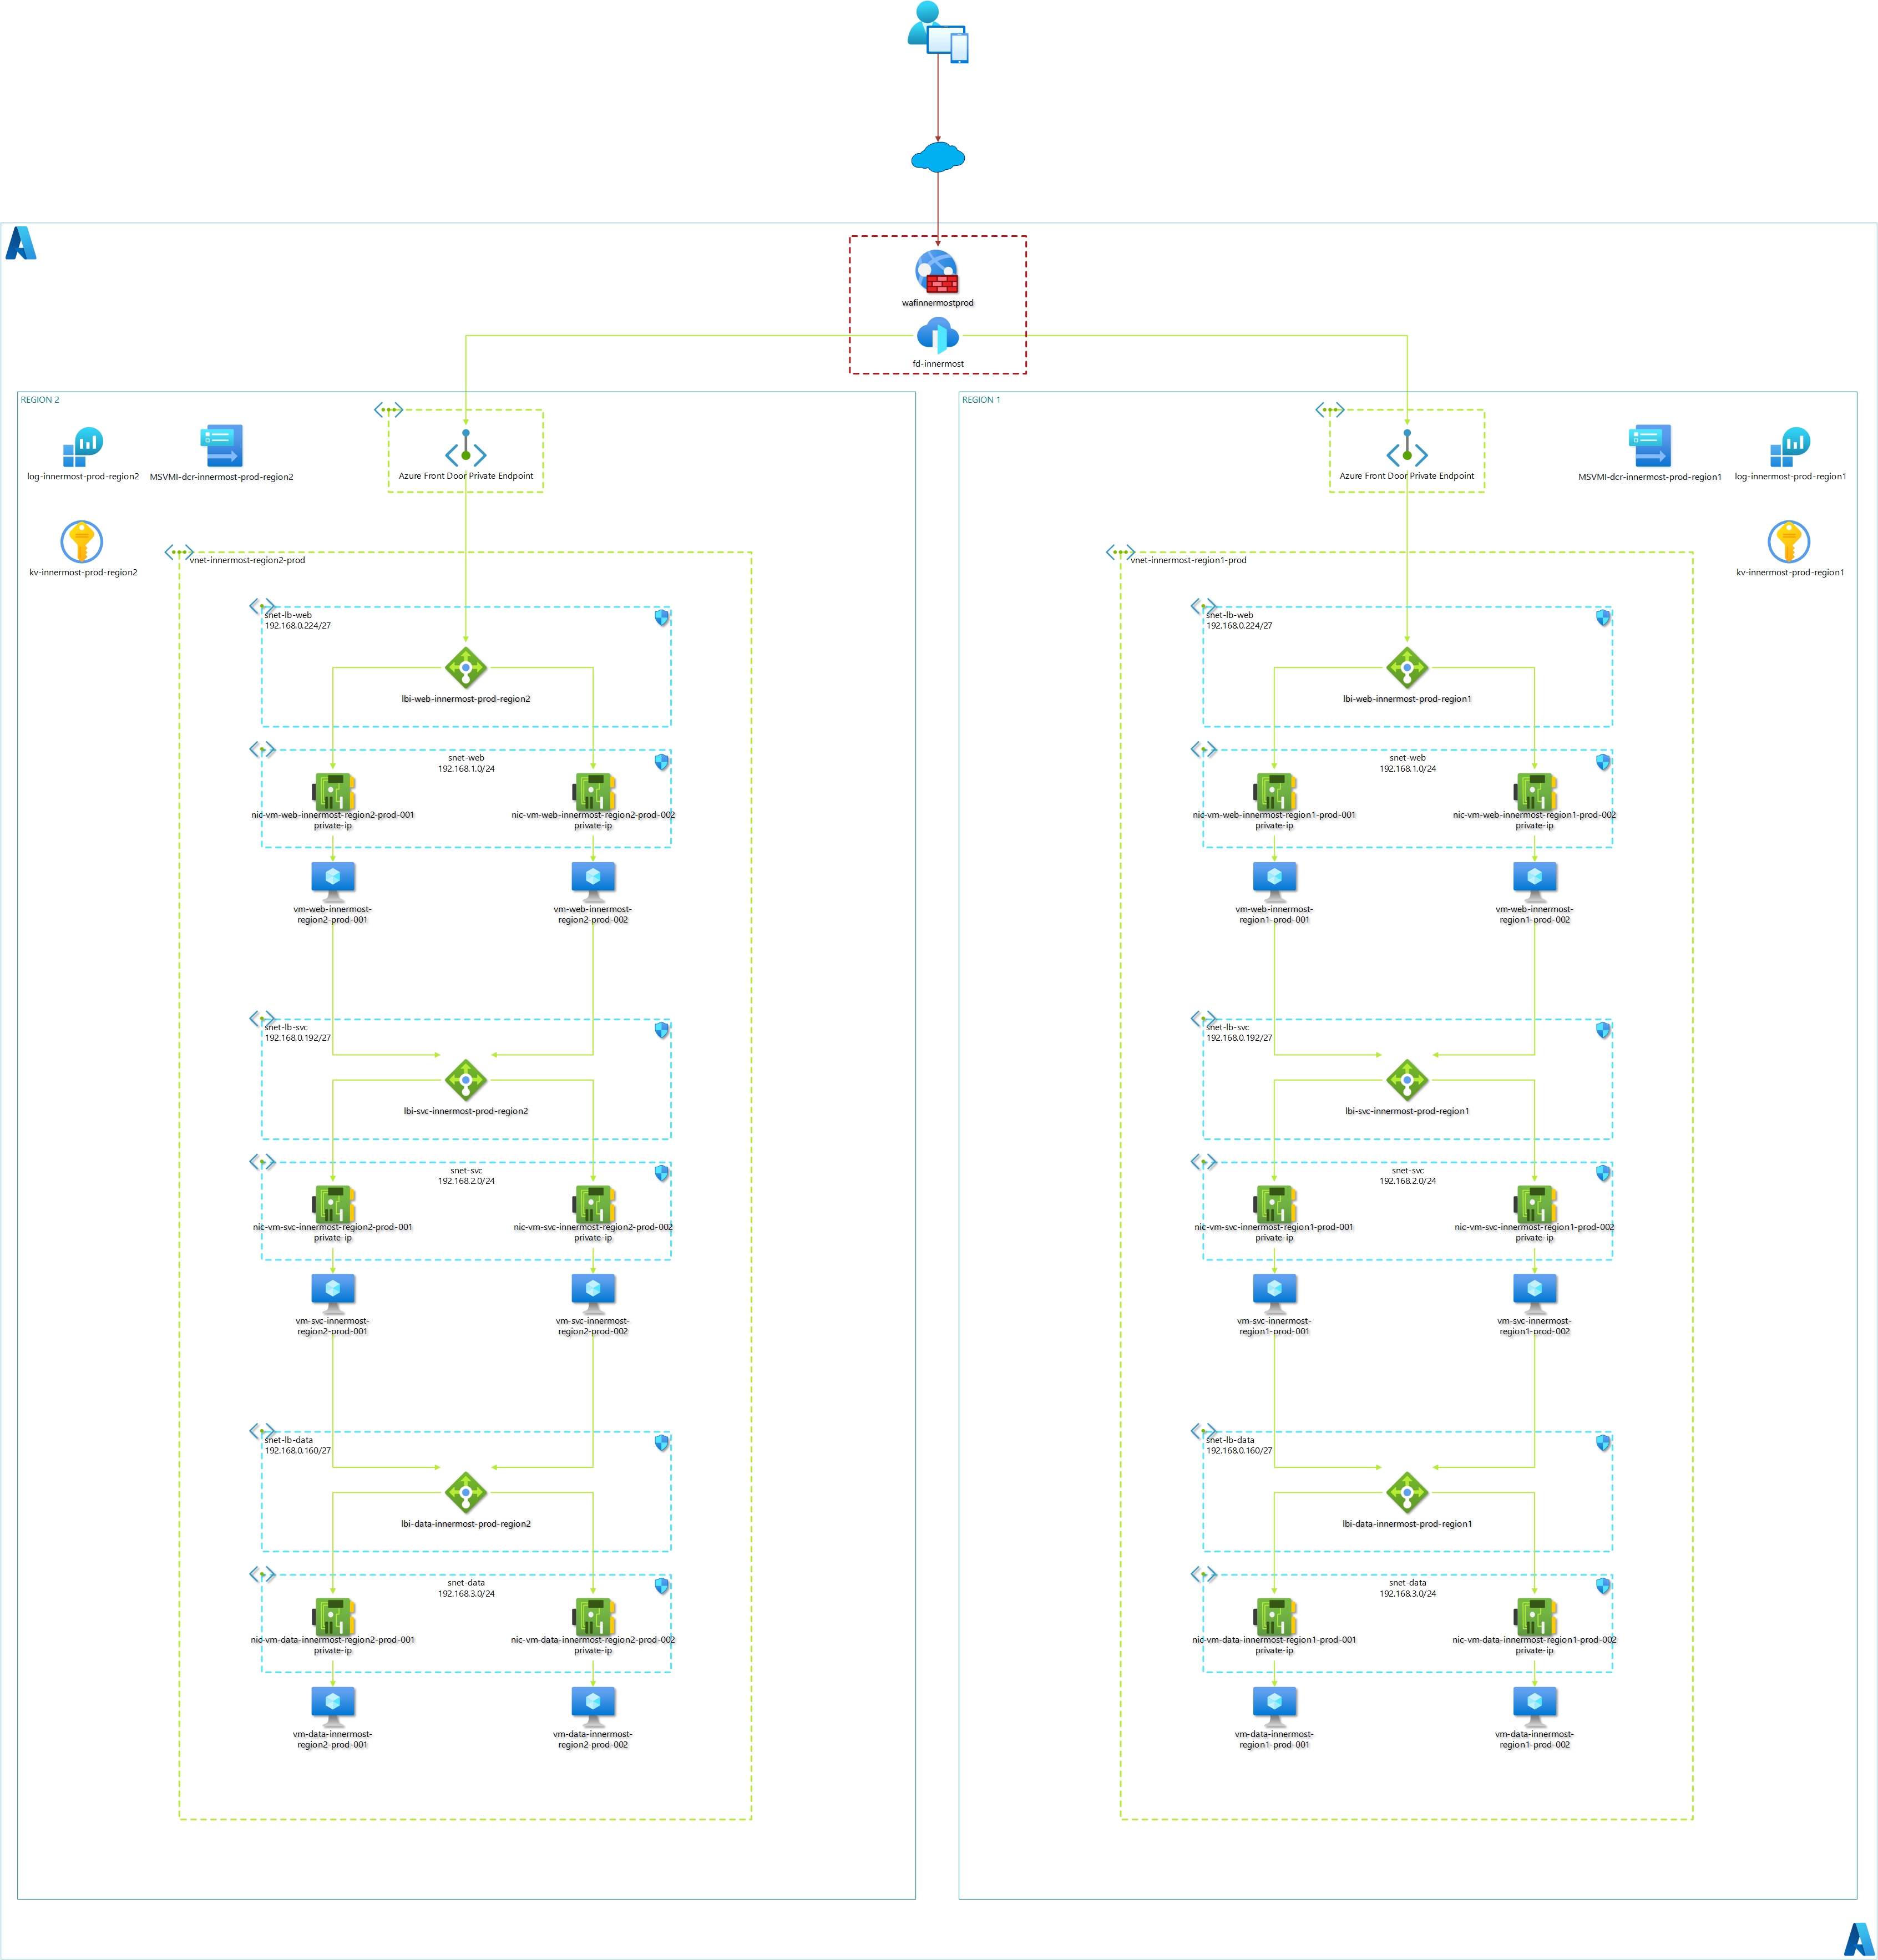 wafinnermostprod
fd-innermost
REGION 2
log-innermost-prod-region2
MSVMI-dcr-innermost-prod-region2
Azure Front Door Private Endpoint
kv-innermost-prod-region2
vnet-innermost-region2-prod
snet-lb-web
192.168.0.224/27
lbi-web-innermost-prod-region2
snet-web
192.168.1.0/24
nic-vm-web-innermost-region2-prod-001
private-ip
nic-vm-web-innermost-region2-prod-002
private-ip
vm-web-innermost-
region2-prod-001
vm-web-innermost-
region2-prod-002
snet-lb-svc
192.168.0.192/27
lbi-svc-innermost-prod-region2
snet-svc
192.168.2.0/24
nic-vm-svc-innermost-region2-prod-001
private-ip
nic-vm-svc-innermost-region2-prod-002
private-ip
vm-svc-innermost-
region2-prod-001
vm-svc-innermost-
region2-prod-002
snet-lb-data
192.168.0.160/27
lbi-data-innermost-prod-region2
snet-data
192.168.3.0/24
nic-vm-data-innermost-region2-prod-001
private-ip
nic-vm-data-innermost-region2-prod-002
private-ip
vm-data-innermost-
region2-prod-001
vm-data-innermost-
region2-prod-002
REGION 1
Azure Front Door Private Endpoint
MSVMI-dcr-innermost-prod-region1
log-innermost-prod-region1
kv-innermost-prod-region1
vnet-innermost-region1-prod
snet-lb-web
192.168.0.224/27
lbi-web-innermost-prod-region1
snet-web
192.168.1.0/24
nic-vm-web-innermost-region1-prod-001
private-ip
nic-vm-web-innermost-region1-prod-002
private-ip
vm-web-innermost-
region1-prod-001
vm-web-innermost-
region1-prod-002
snet-lb-svc
192.168.0.192/27
lbi-svc-innermost-prod-region1
snet-svc
192.168.2.0/24
nic-vm-svc-innermost-region1-prod-001
private-ip
nic-vm-svc-innermost-region1-prod-002
private-ip
vm-svc-innermost-
region1-prod-001
vm-svc-innermost-
region1-prod-002
snet-lb-data
192.168.0.160/27
lbi-data-innermost-prod-region1
snet-data
192.168.3.0/24
nic-vm-data-innermost-region1-prod-001
private-ip
nic-vm-data-innermost-region1-prod-002
private-ip
vm-data-innermost-
region1-prod-001
vm-data-innermost-
region1-prod-002